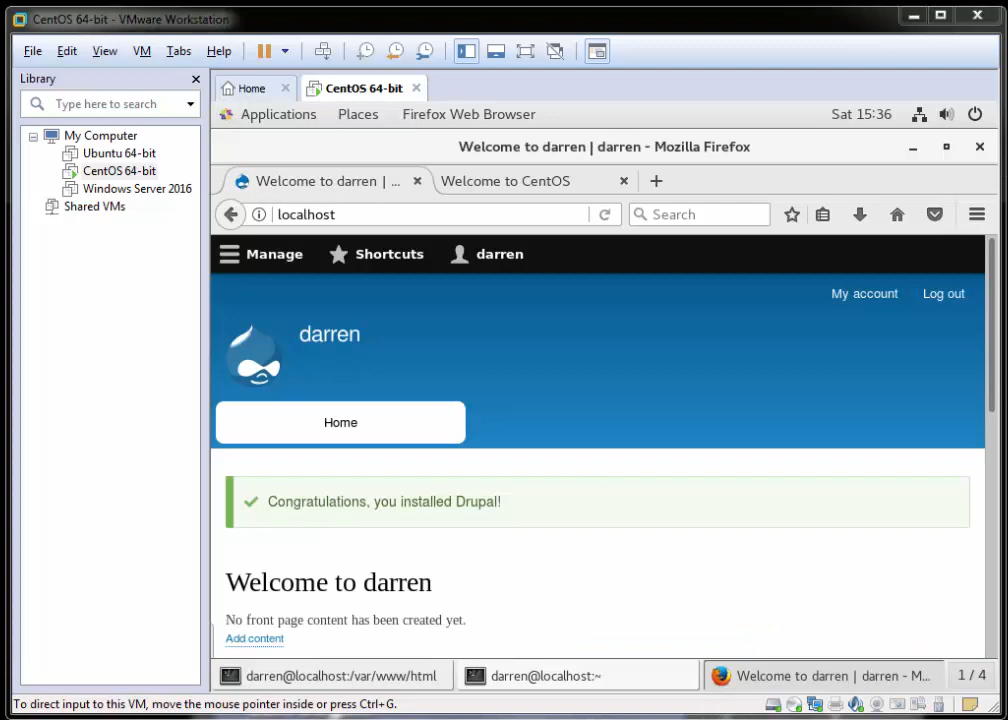 CentOS 64-bit - VMware Workstation
File Edit View VM Tabs Help
Library
Type here to search
My Computer
Ubuntu 64-bit
CentOS 64-bit
Windows Server 2016
Shared VMs
Home
CentOS 64-bit
Applications Places Firefox Web Browser Sat 15:36
Welcome to darren | darren - Mozilla Firefox
Welcome to darren | ... Welcome to CentOS
localhost Search
Manage Shortcuts darren
My account Log out
darren
Home
Congratulations, you installed Drupal!
Welcome to darren
No front page content has been created yet.
Add content
darren@localhost:/var/www/html darren@localhost:~ Welcome to darren | darren - M... 1 / 4
To direct input to this VM, move the mouse pointer inside or press Ctrl+G.